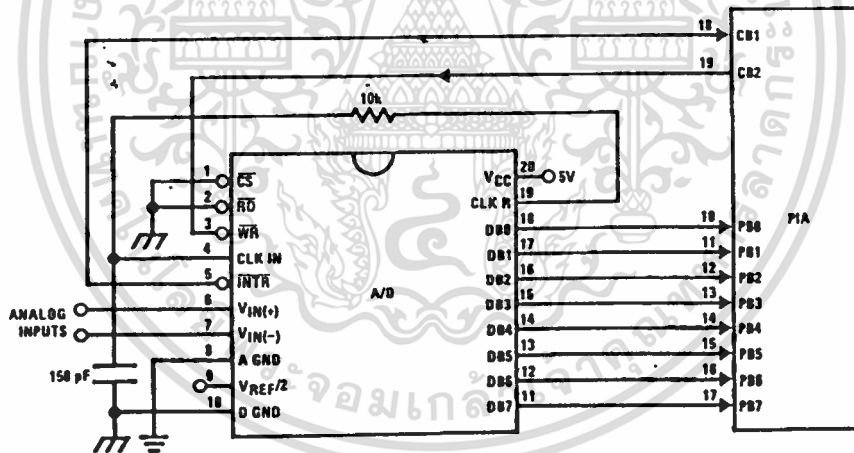 18
CB1
19
CB2
10k
1
CS
2
RD
3
WR
4
CLK IN
5
INTR
ANALOG
INPUTS
6
VIN(+)
7
VIN(-)
8
A GND
9
VREF/2
10
D GND
150 pF
A/D
VCC
20
5V
CLK R
19
DB0
18
DB1
17
DB2
16
DB3
15
DB4
14
DB5
13
DB6
12
DB7
11
PIA
10
PB0
11
PB1
12
PB2
13
PB3
14
PB4
15
PB5
16
PB6
17
PB7